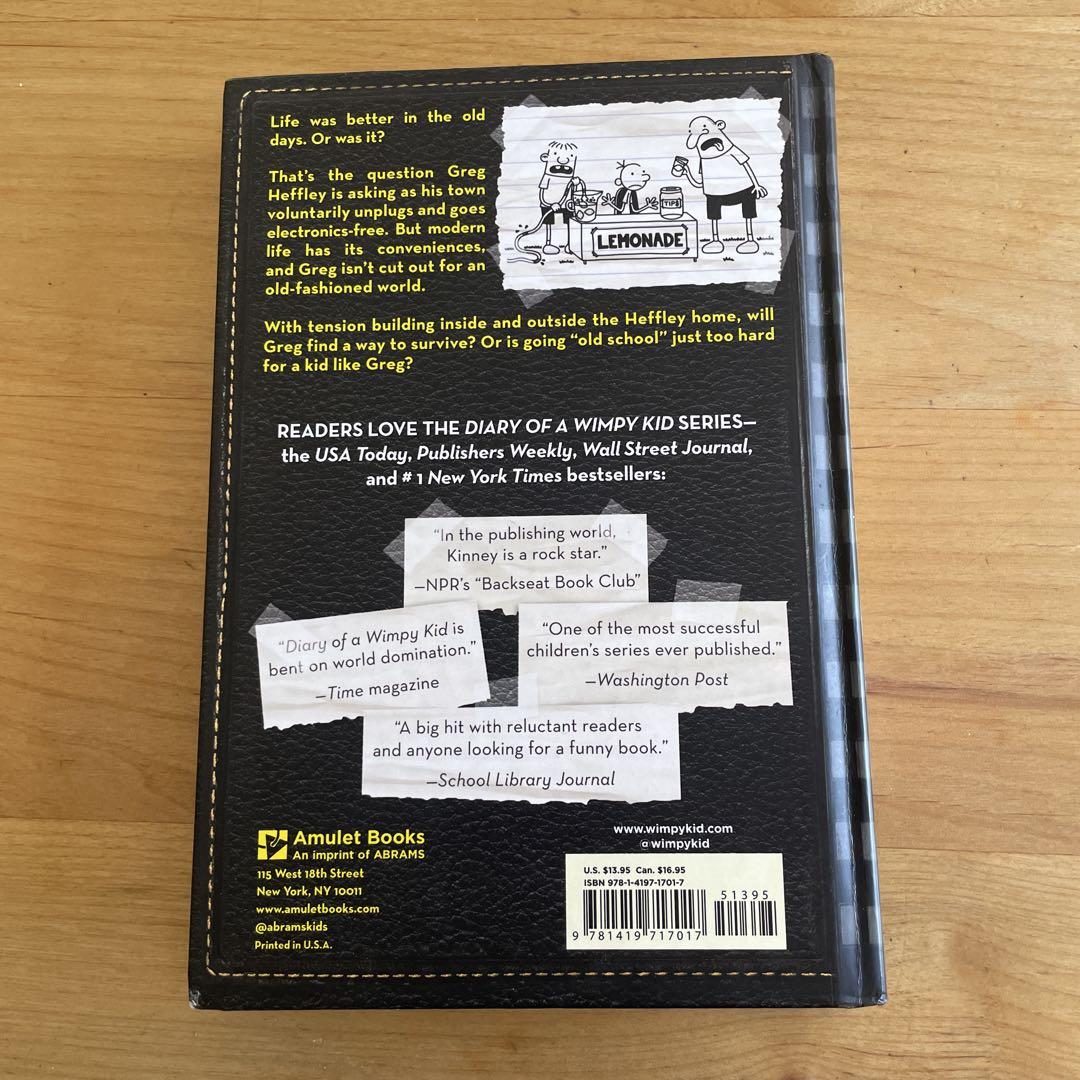 Life was better in the old
days. Or was it?
That's the question Greg
Heffley is asking as his town
voluntarily unplugs and goes
electronics-free. But modern
life has its conveniences,
and Greg isn't cut out for an
old-fashioned world.
TIPS
LEMONADE
With tension building inside and outside the Heffley home, will
Greg find a way to survive? Or is going “old school” just too hard
for a kid like Greg?
READERS LOVE THE DIARY OF A WIMPY KID SERIES—
the USA Today, Publishers Weekly, Wall Street Journal,
and #1 New York Times bestsellers:
“In the publishing world,
Kinney is a rock star.”
—NPR's “Backseat Book Club”
“Diary of a Wimpy Kid is
bent on world domination.”
—Time magazine
“One of the most successful
children's series ever published.”
—Washington Post
“A big hit with reluctant readers
and anyone looking for a funny book.”
—School Library Journal
Amulet Books
An imprint of ABRAMS
115 West 18th Street
New York, NY 10011
www.amuletbooks.com
@abramskids
Printed in U.S.A.
www.wimpykid.com
@wimpykid
U.S. $13.95 Can. $16.95
ISBN 978-1-4197-1701-7
51395
9 781419 717017